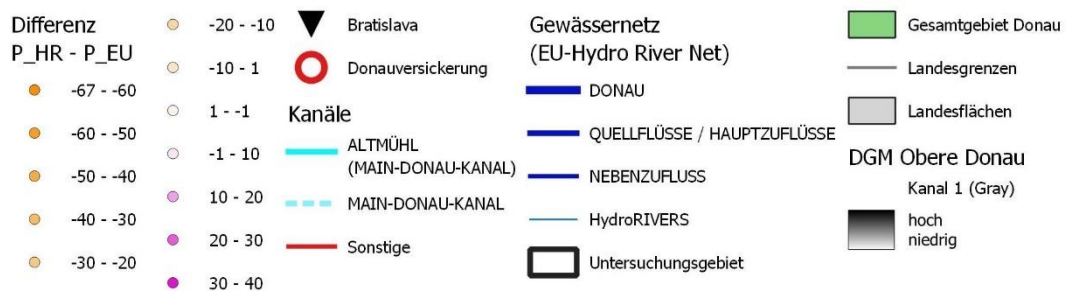 Differenz
P_HR - P_EU
-67 - -60
-60 - -50
-50 - -40
-40 - -30
-30 - -20
-20 - -10
-10 - 1
1 - -1
-1 - 10
10 - 20
20 - 30
30 - 40
Bratislava
Donauversickerung
Kanäle
ALTMÜHL
(MAIN-DONAU-KANAL)
MAIN-DONAU-KANAL
Sonstige
Gewässernetz
(EU-Hydro River Net)
DONAU
QUELLFLÜSSE / HAUPTZUFLÜSSE
NEBENZUFLUSS
HydroRIVERS
Untersuchungsgebiet
Gesamtgebiet Donau
Landesgrenzen
Landesflächen
DGM Obere Donau
Kanal 1 (Gray)
hoch
niedrig